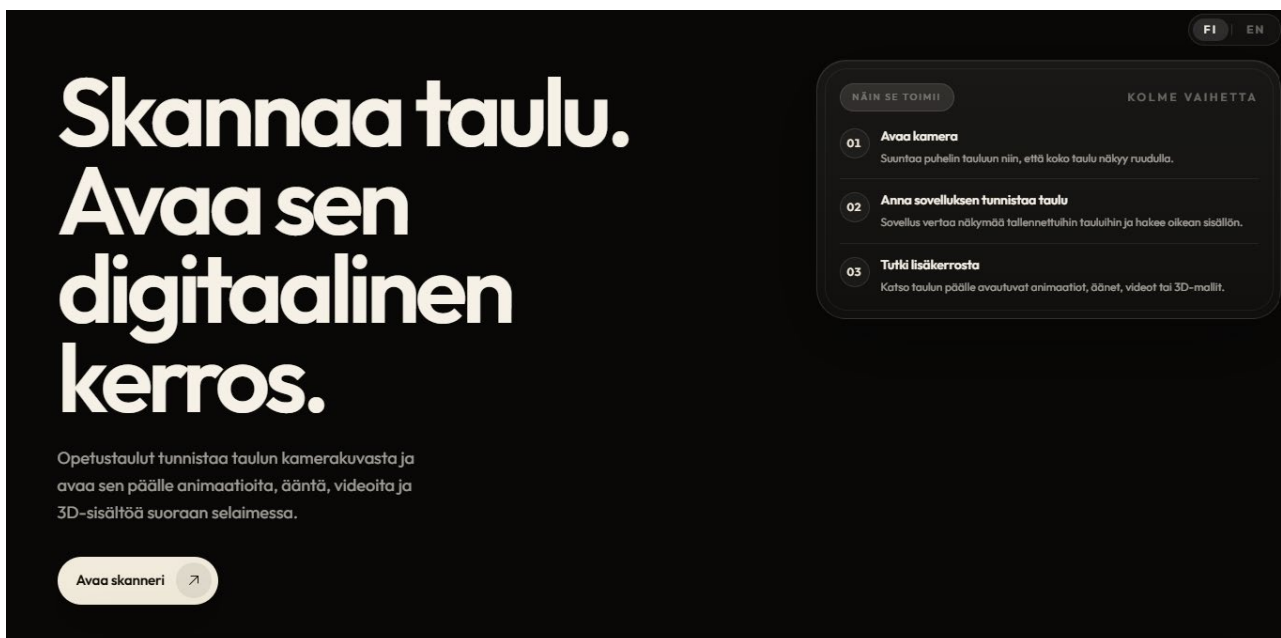 FI | EN
Skannaa taulu.
Avaa sen
digitaalinen
kerros.
Opetustaulut tunnistaa taulun kamerakuvasta ja
avaa sen päälle animaatioita, ääntä, videoita ja
3D-sisältöä suoraan selaimessa.
Avaa skanneri
NÄIN SE TOIMII
KOLME VAIHETTA
01
Avaa kamera
Suuntaa puhelin tauluun niin, että koko taulu näkyy ruudulla.
02
Anna sovelluksen tunnistaa taulu
Sovellus vertaa näkymää tallennettuihin tauluihin ja hakee oikean sisällön.
03
Tutki lisäkerrosta
Katso taulun päälle avautuvat animaatiot, äänet, videot tai 3D-mallit.